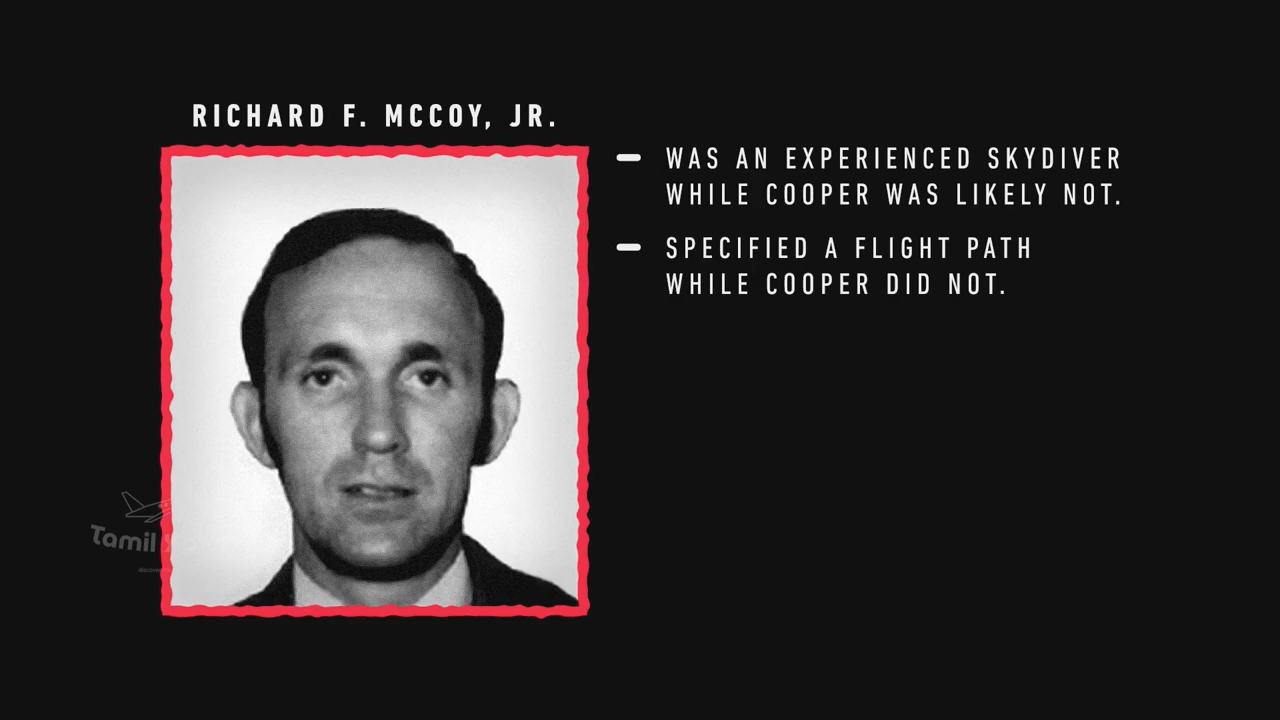 RICHARD F. MCCOY, JR.
— WAS AN EXPERIENCED SKYDIVER
WHILE COOPER WAS LIKELY NOT.
— SPECIFIED A FLIGHT PATH
WHILE COOPER DID NOT.
Tamil